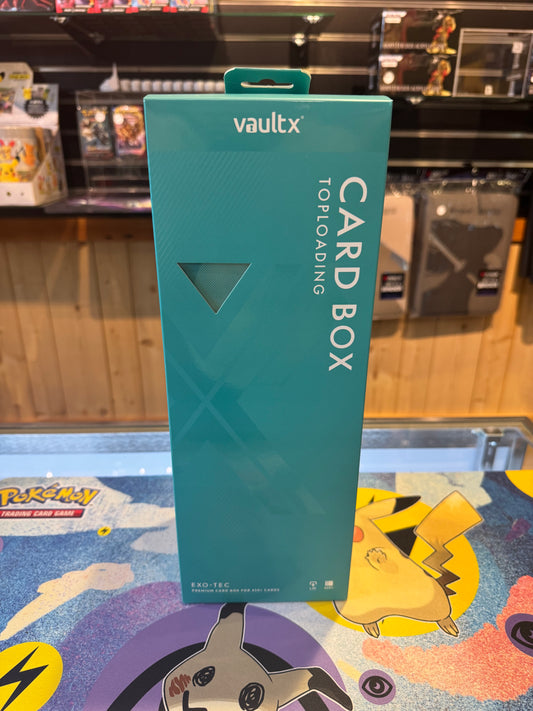 vaultx
CARD BOX
TOPLOADING
POKÉMON
TRADING CARD GAME
EXO-TEC
PREMIUM CARD BOX FOR 450+ CARDS